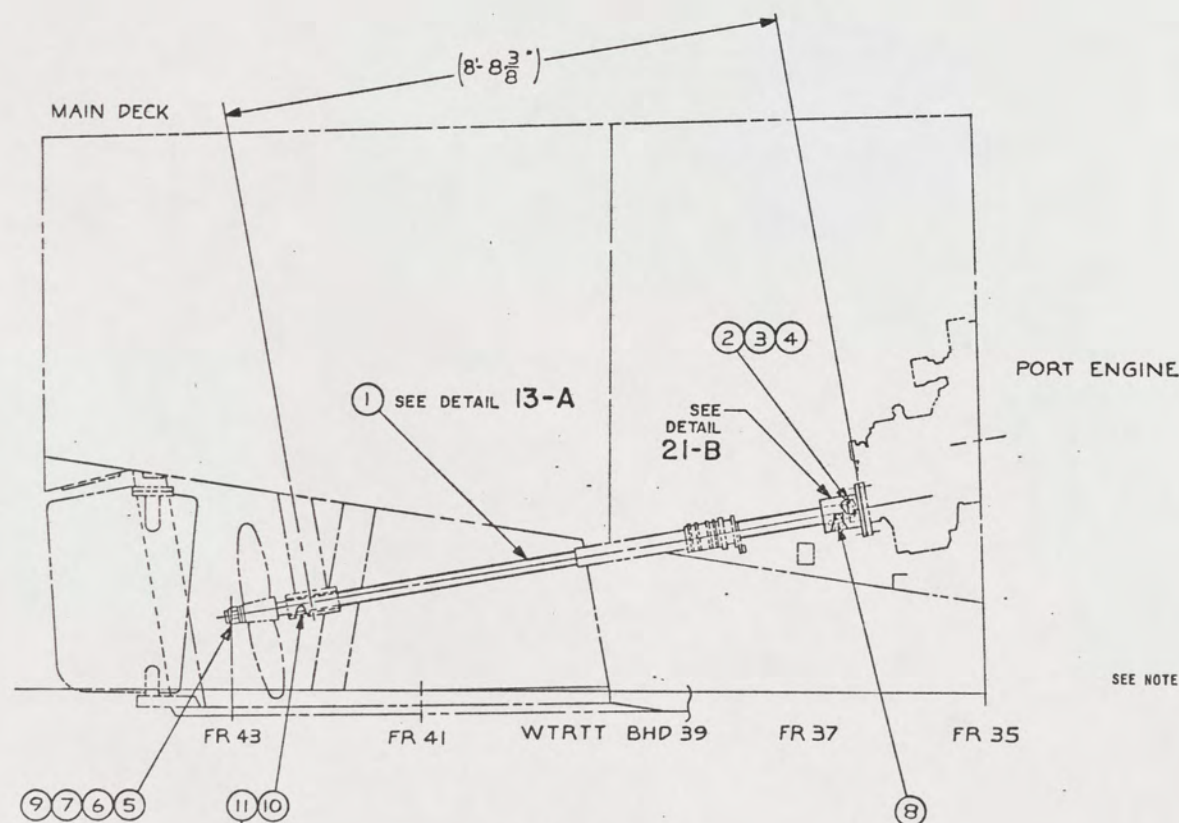 (8'-8 3/8")
MAIN DECK
2 3 4
PORT ENGINE
1 SEE DETAIL 13-A
SEE
DETAIL
21-B
SEE NOTE
FR 43
FR 41
WTRTT BHD 39
FR 37
FR 35
9 7 6 5
11 10
8